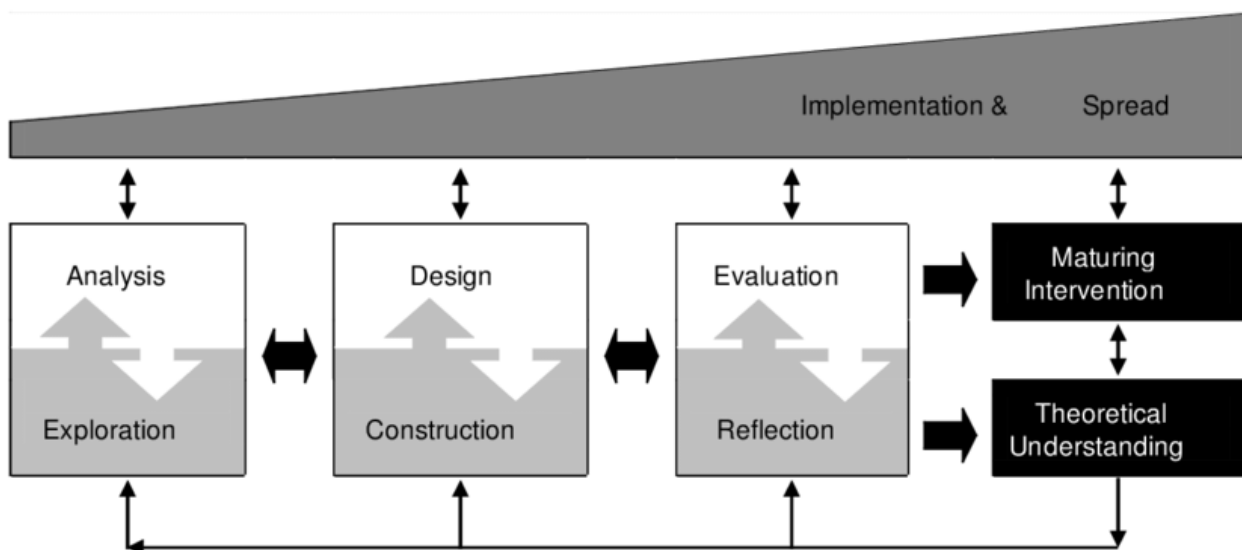 Implementation & Spread
Analysis
Exploration
Design
Construction
Evaluation
Reflection
Maturing
Intervention
Theoretical
Understanding